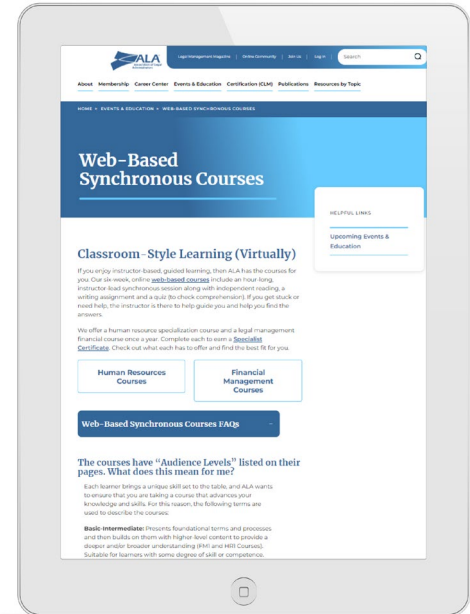 ALA
Association of Legal
Administrators
Legal Management Magazine | Online Community | Join Us | Log In | Search
About Membership Career Center Events & Education Certification (CLM) Publications Resources by Topic
HOME » EVENTS & EDUCATION » WEB-BASED SYNCHRONOUS COURSES
Web-Based
Synchronous Courses
HELPFUL LINKS
Upcoming Events &
Education
Classroom-Style Learning (Virtually)
If you enjoy instructor-based, guided learning, then ALA has the courses for
you. Our six-week, online web-based courses include an hour-long,
instructor-lead synchronous session along with independent reading, a
writing assignment and a quiz (to check comprehension). If you get stuck or
need help, the instructor is there to help guide you and help you find the
answers.
We offer a human resource specialization course and a legal management
financial course once a year. Complete each to earn a Specialist
Certificate. Check out what each has to offer and find the best fit for you.
Human Resources
Courses
Financial
Management
Courses
Web-Based Synchronous Courses FAQs
The courses have “Audience Levels” listed on their
pages. What does this mean for me?
Each learner brings a unique skill set to the table, and ALA wants
to ensure that you are taking a course that advances your
knowledge and skills. For this reason, the following terms are
used to describe the courses:
Basic-Intermediate: Presents foundational terms and processes
and then builds on them with higher-level content to provide a
deeper and/or broader understanding (FM1 and HR1 Courses).
Suitable for learners with some degree of skill or competence.